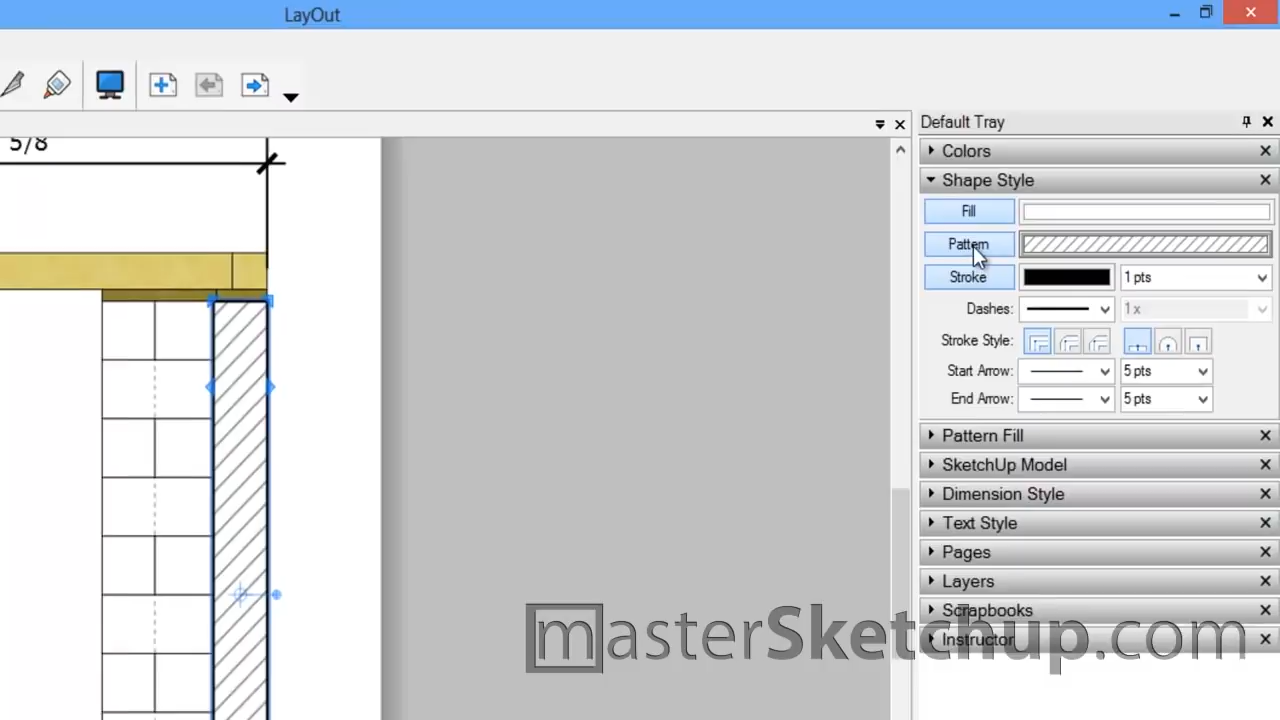 LayOut
5/8
Default Tray
Colors
Shape Style
Fill
Pattern
Stroke 1 pts
Dashes: 1 x
Stroke Style:
Start Arrow: 5 pts
End Arrow: 5 pts
Pattern Fill
SketchUp Model
Dimension Style
Text Style
Pages
Layers
Scrapbooks
Instructor
masterSketchup.com